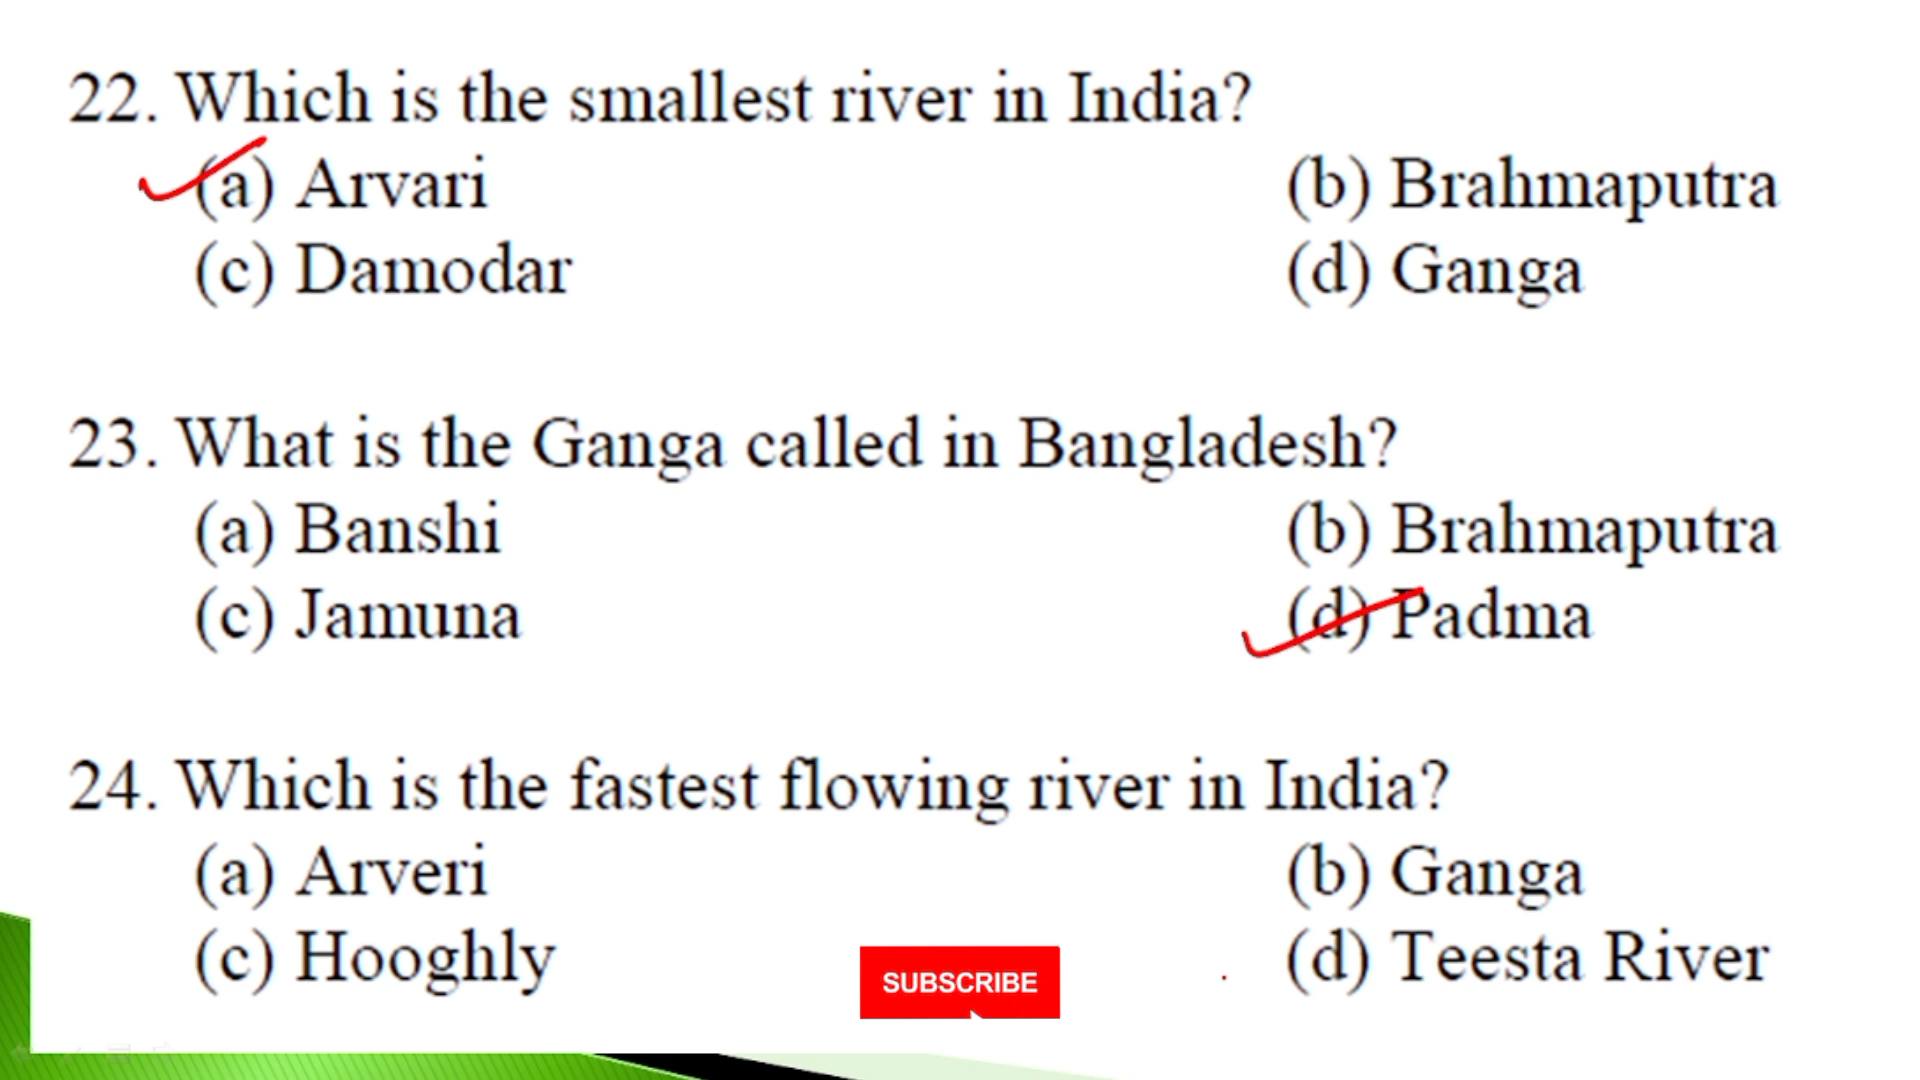 22. Which is the smallest river in India?
(a) Arvari (b) Brahmaputra
(c) Damodar (d) Ganga
23. What is the Ganga called in Bangladesh?
(a) Banshi (b) Brahmaputra
(c) Jamuna (d) Padma
24. Which is the fastest flowing river in India?
(a) Arveri (b) Ganga
(c) Hooghly (d) Teesta River
SUBSCRIBE